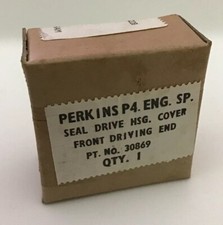 PERKINS P4. ENG. SP.
SEAL DRIVE HSG. COVER
FRONT DRIVING END
PT. NO. 30869
QTY. 1